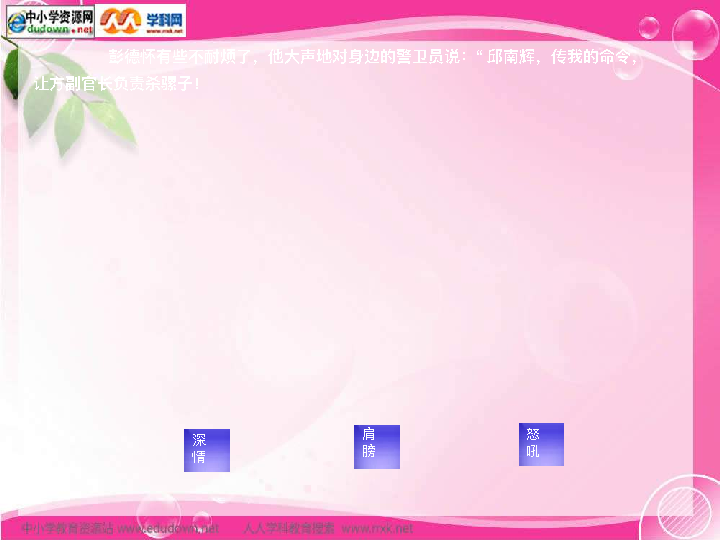 中小学资源网
edudown.net
学科网
www.nxk.net
彭德怀有些不耐烦了，他大声地对身边的警卫员说：“ 邱南辉，传我的命令，
让方副官长负责杀骡子！
深
情
肩
膀
怒
吼
中小学教育资源站 www.edudown.net 人人学科教育搜索 www.nxk.net